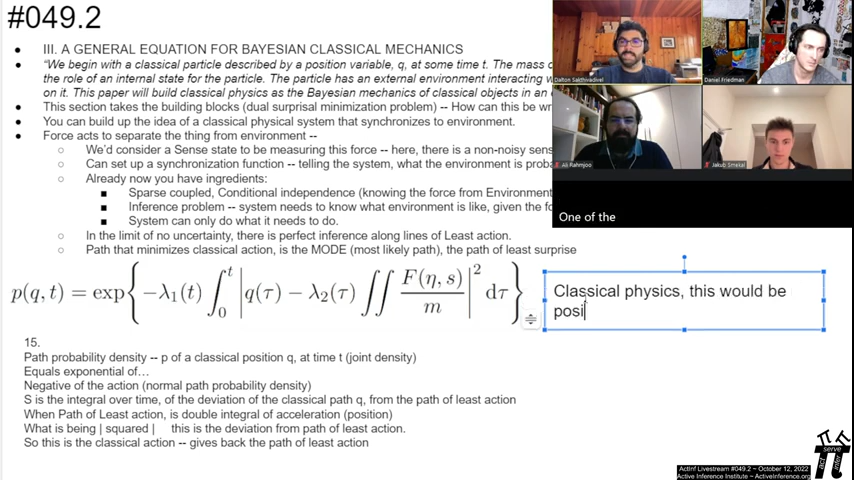 #049.2
III. A GENERAL EQUATION FOR BAYESIAN CLASSICAL MECHANICS
"We begin with a classical particle described by a position variable, q, at some time t. The mass o
the role of an internal state for the particle. The particle has an external environment interacting w
on it. This paper will build classical physics as the Bayesian mechanics of classical objects in an
This section takes the building blocks (dual surprisal minimization problem) -- How can this be wr
You can build up the idea of a classical physical system that synchronizes to environment.
Force acts to separate the thing from environment --
We'd consider a Sense state to be measuring this force -- here, there is a non-noisy sens
Can set up a synchronization function -- telling the system, what the environment is proba
Already now you have ingredients:
Sparse coupled, Conditional independence (knowing the force from Environment
Inference problem -- system needs to know what environment is like, given the fo
System can only do what it needs to do.
In the limit of no uncertainty, there is perfect inference along lines of Least action.
Path that minimizes classical action, is the MODE (most likely path), the path of least surprise
p(q, t) = exp{ −λ₁(t) ∫₀ᵗ | q(τ) − λ₂(τ) ∬ F(η, s)/m |² dτ }
Classical physics, this would be
posi
15.
Path probability density -- p of a classical position q, at time t (joint density)
Equals exponential of…
Negative of the action (normal path probability density)
S is the integral over time, of the deviation of the classical path q, from the path of least action
When Path of Least action, is double integral of acceleration (position)
What is being | squared | this is the deviation from path of least action.
So this is the classical action -- gives back the path of least action
Dalton Sakthivadivel
Daniel Friedman
Ali Rahmjoo
Jakub Smekal
One of the
serve
act
infer
ActInf Livestream #049.2 ~ October 12, 2022
Active Inference Institute ~ ActiveInference.org